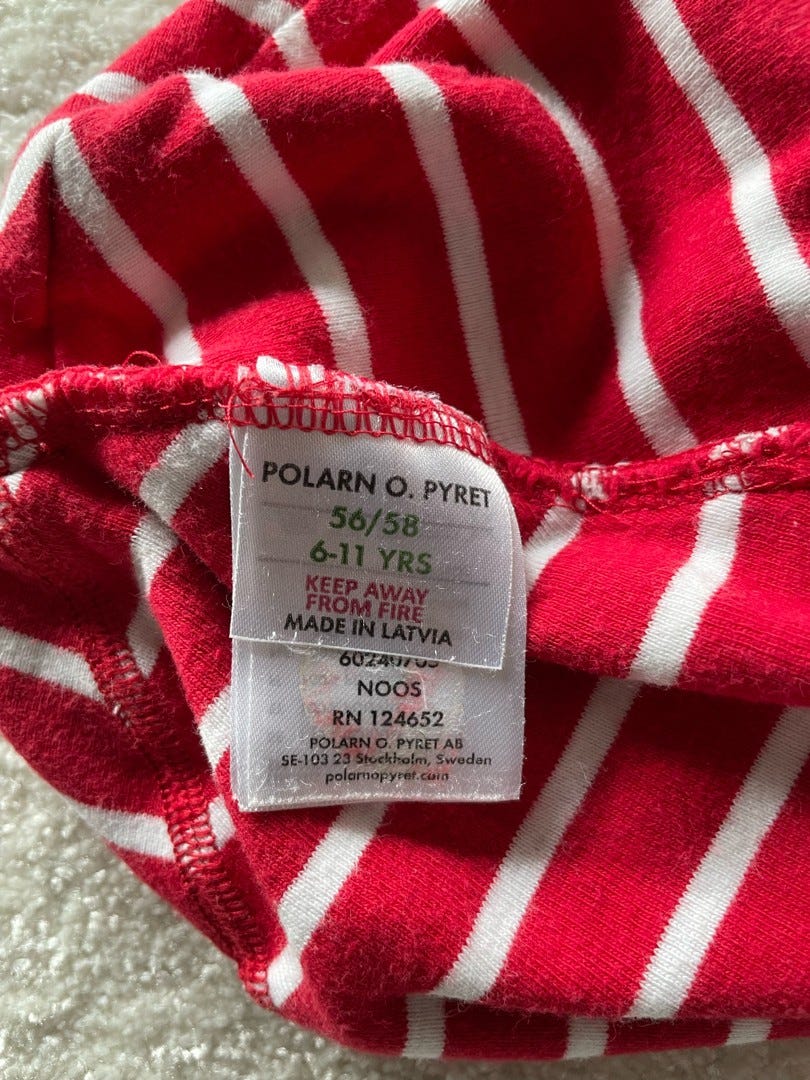 POLARN O. PYRET
56/58
6-11 YRS
KEEP AWAY
FROM FIRE
MADE IN LATVIA
NOOS
RN 124652
POLARN O. PYRET AB
SE-103 23 Stockholm, Sweden
polarnopyret.com